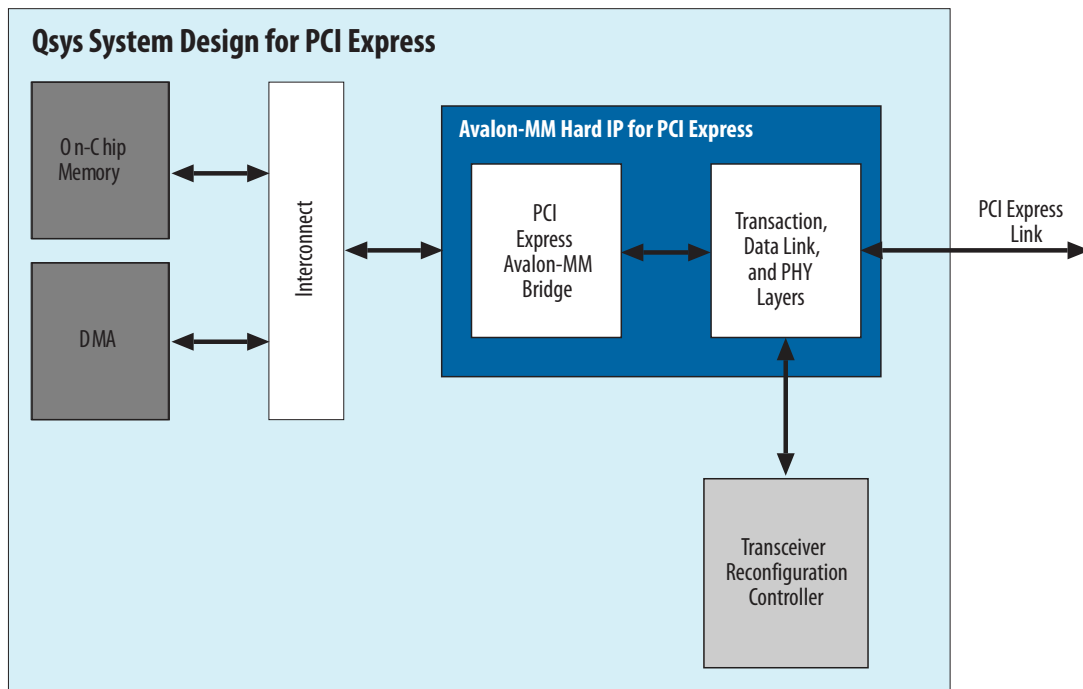 Qsys System Design for PCI Express
On-Chip
Memory
DMA
Interconnect
Avalon-MM Hard IP for PCI Express
PCI
Express
Avalon-MM
Bridge
Transaction,
Data Link,
and PHY
Layers
PCI Express
Link
Transceiver
Reconfiguration
Controller